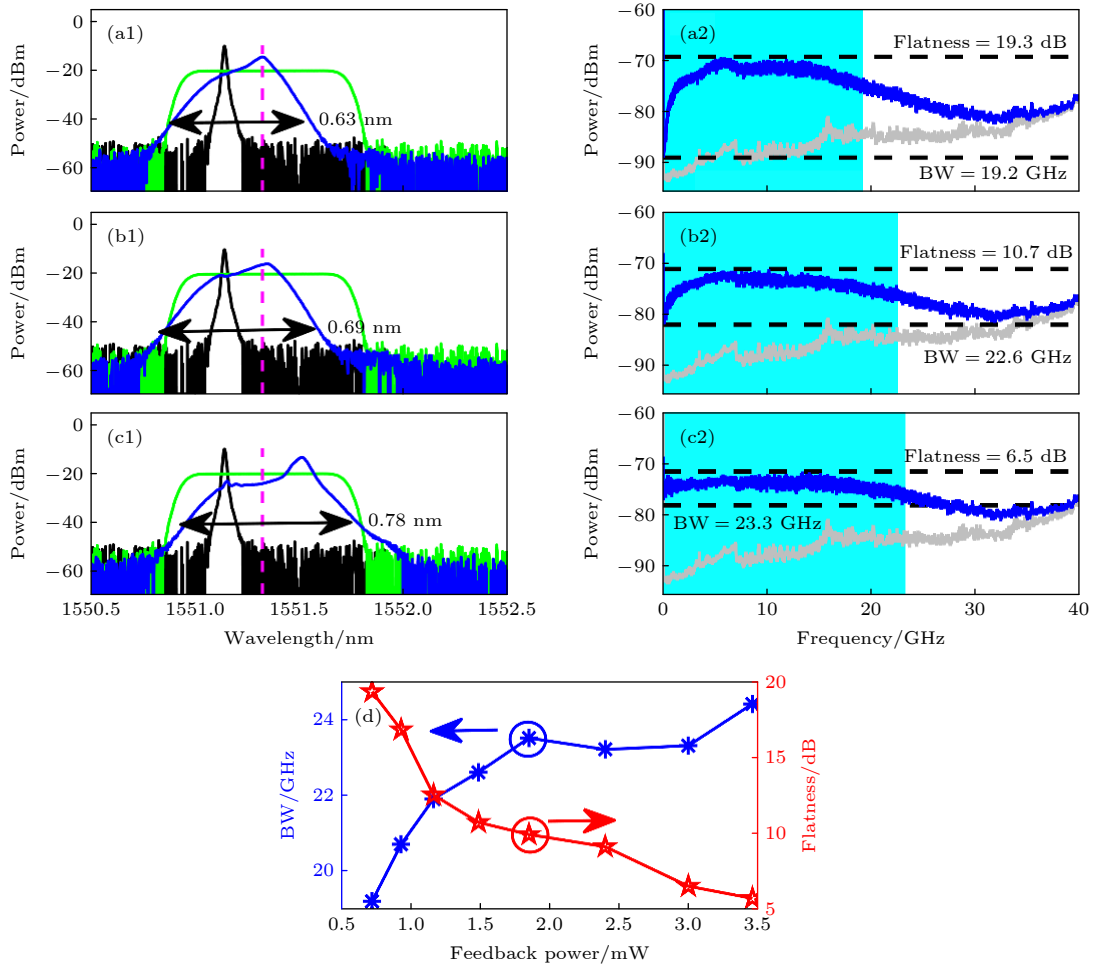 (a1)
0.63 nm
Power/dBm
0
−20
−40
−60
(a2)
Flatness = 19.3 dB
BW = 19.2 GHz
Power/dBm
−60
−70
−80
−90
(b1)
0.69 nm
Power/dBm
0
−20
−40
−60
(b2)
Flatness = 10.7 dB
BW = 22.6 GHz
Power/dBm
−60
−70
−80
−90
(c1)
0.78 nm
Power/dBm
0
−20
−40
−60
1550.5 1551.0 1551.5 1552.0 1552.5
Wavelength/nm
(c2)
Flatness = 6.5 dB
BW = 23.3 GHz
Power/dBm
−60
−70
−80
−90
0 10 20 30 40
Frequency/GHz
(d)
BW/GHz
24
22
20
Flatness/dB
20
15
10
5
0.5 1.0 1.5 2.0 2.5 3.0 3.5
Feedback power/mW